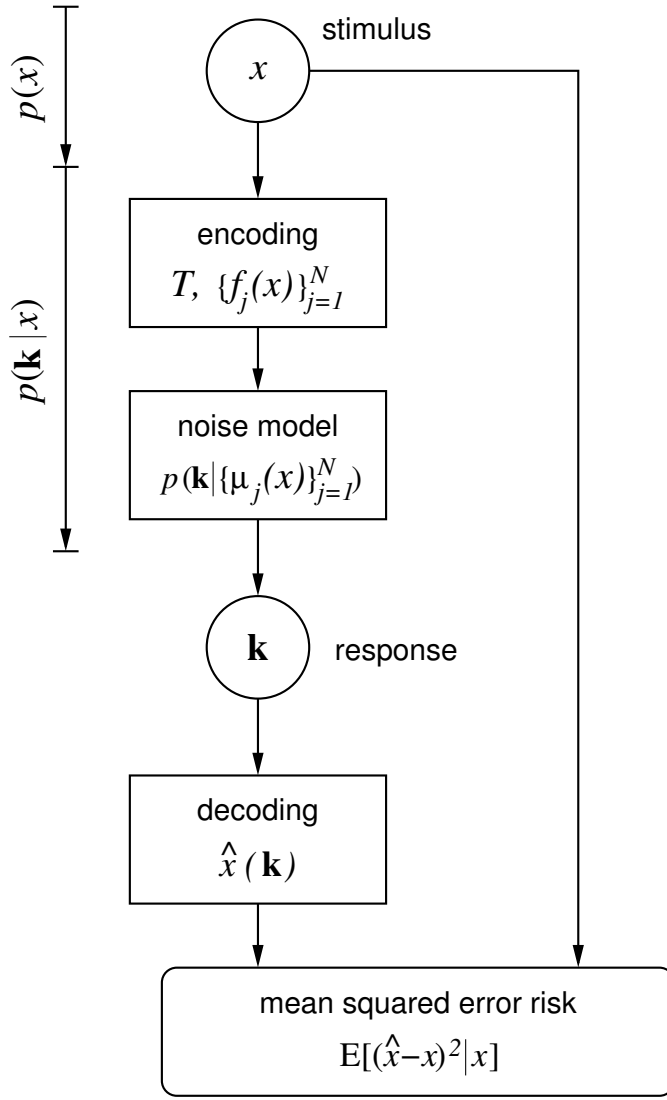 stimulus
x
p(x)
encoding
T, {f_j(x)}_{j=1}^N
p(k|x)
noise model
p(k|{μ_j(x)}_{j=1}^N)
k
response
decoding
x̂(k)
mean squared error risk
E[(x̂−x)²|x]